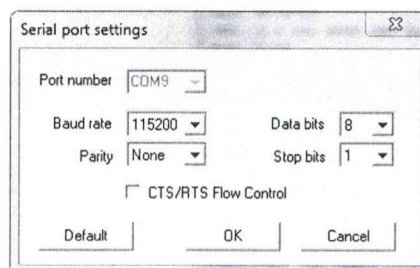 Serial port settings
Port number COM9
Baud rate 115200 Data bits 8
Parity None Stop bits 1
CTS/RTS Flow Control
Default OK Cancel